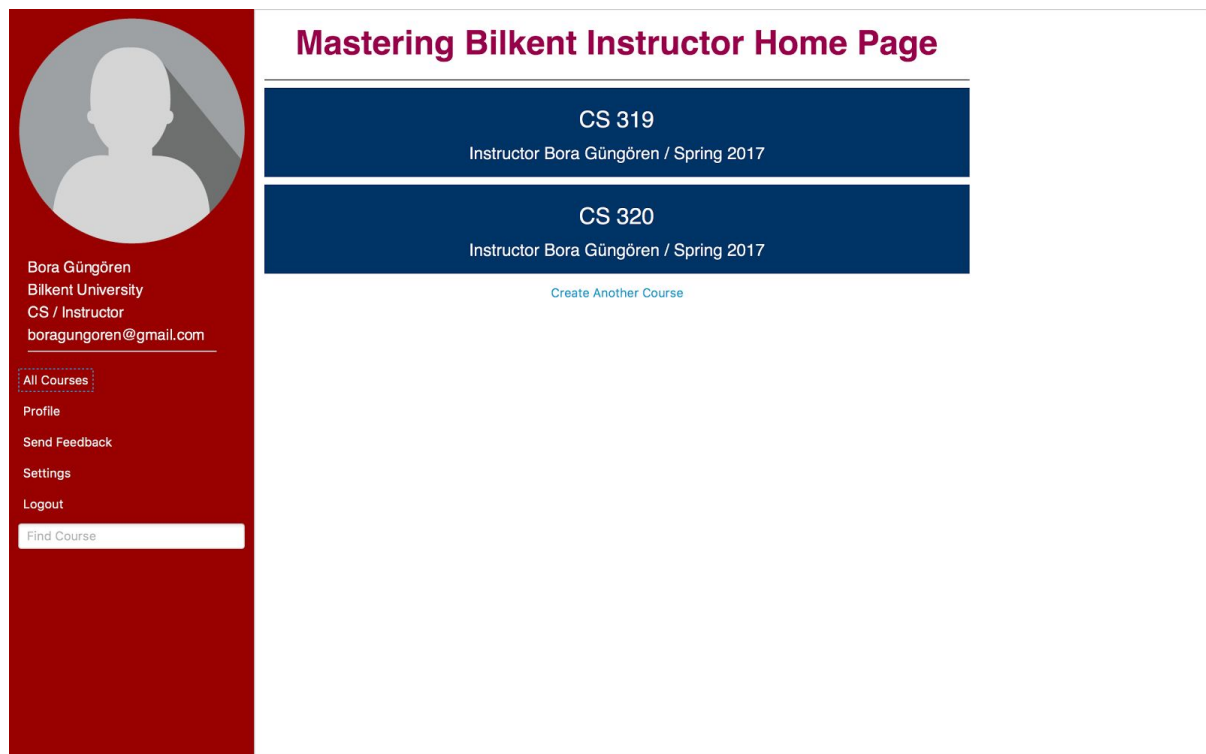 Mastering Bilkent Instructor Home Page
CS 319
Instructor Bora Güngören / Spring 2017
CS 320
Instructor Bora Güngören / Spring 2017
Create Another Course
Bora Güngören
Bilkent University
CS / Instructor
boragungoren@gmail.com
All Courses
Profile
Send Feedback
Settings
Logout
Find Course